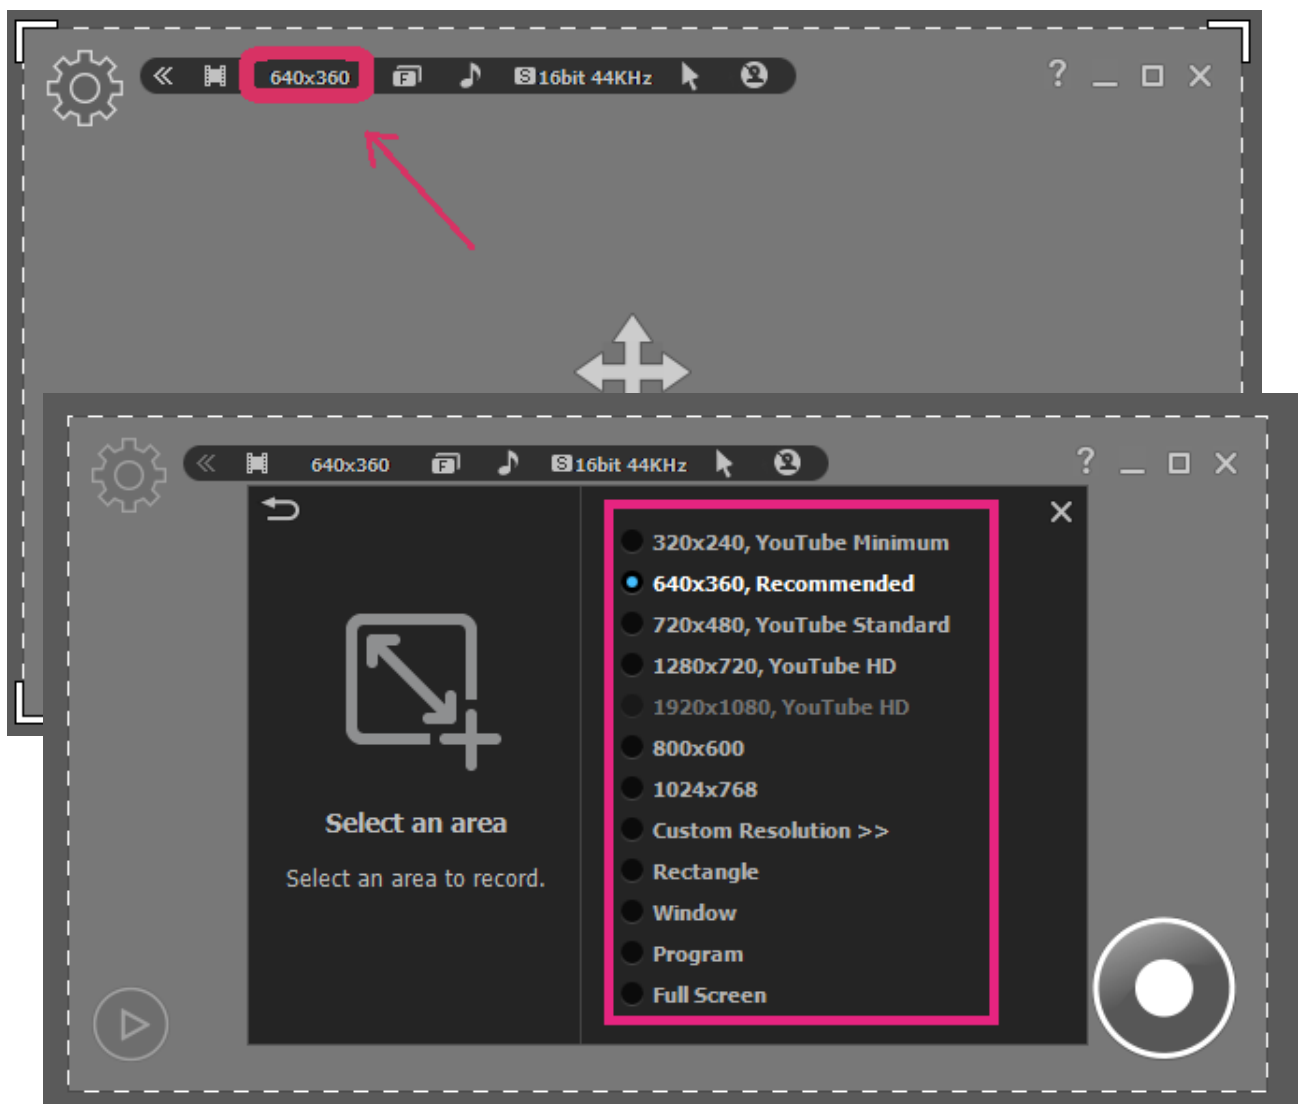 640x360 F S 16bit 44KHz ?
640x360 F S 16bit 44KHz ?
Select an area
Select an area to record.
320x240, YouTube Minimum
640x360, Recommended
720x480, YouTube Standard
1280x720, YouTube HD
1920x1080, YouTube HD
800x600
1024x768
Custom Resolution >>
Rectangle
Window
Program
Full Screen